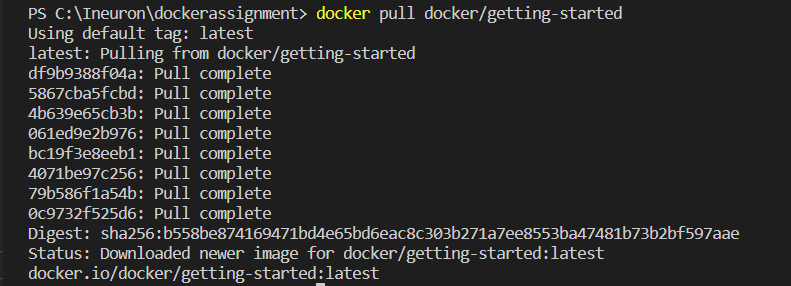 PS C:\Ineuron\dockerassignment> docker pull docker/getting-started
Using default tag: latest
latest: Pulling from docker/getting-started
df9b9388f04a: Pull complete
5867cba5fcbd: Pull complete
4b639e65cb3b: Pull complete
061ed9e2b976: Pull complete
bc19f3e8eeb1: Pull complete
4071be97c256: Pull complete
79b586f1a54b: Pull complete
0c9732f525d6: Pull complete
Digest: sha256:b558be874169471bd4e65bd6eac8c303b271a7ee8553ba47481b73b2bf597aae
Status: Downloaded newer image for docker/getting-started:latest
docker.io/docker/getting-started:latest